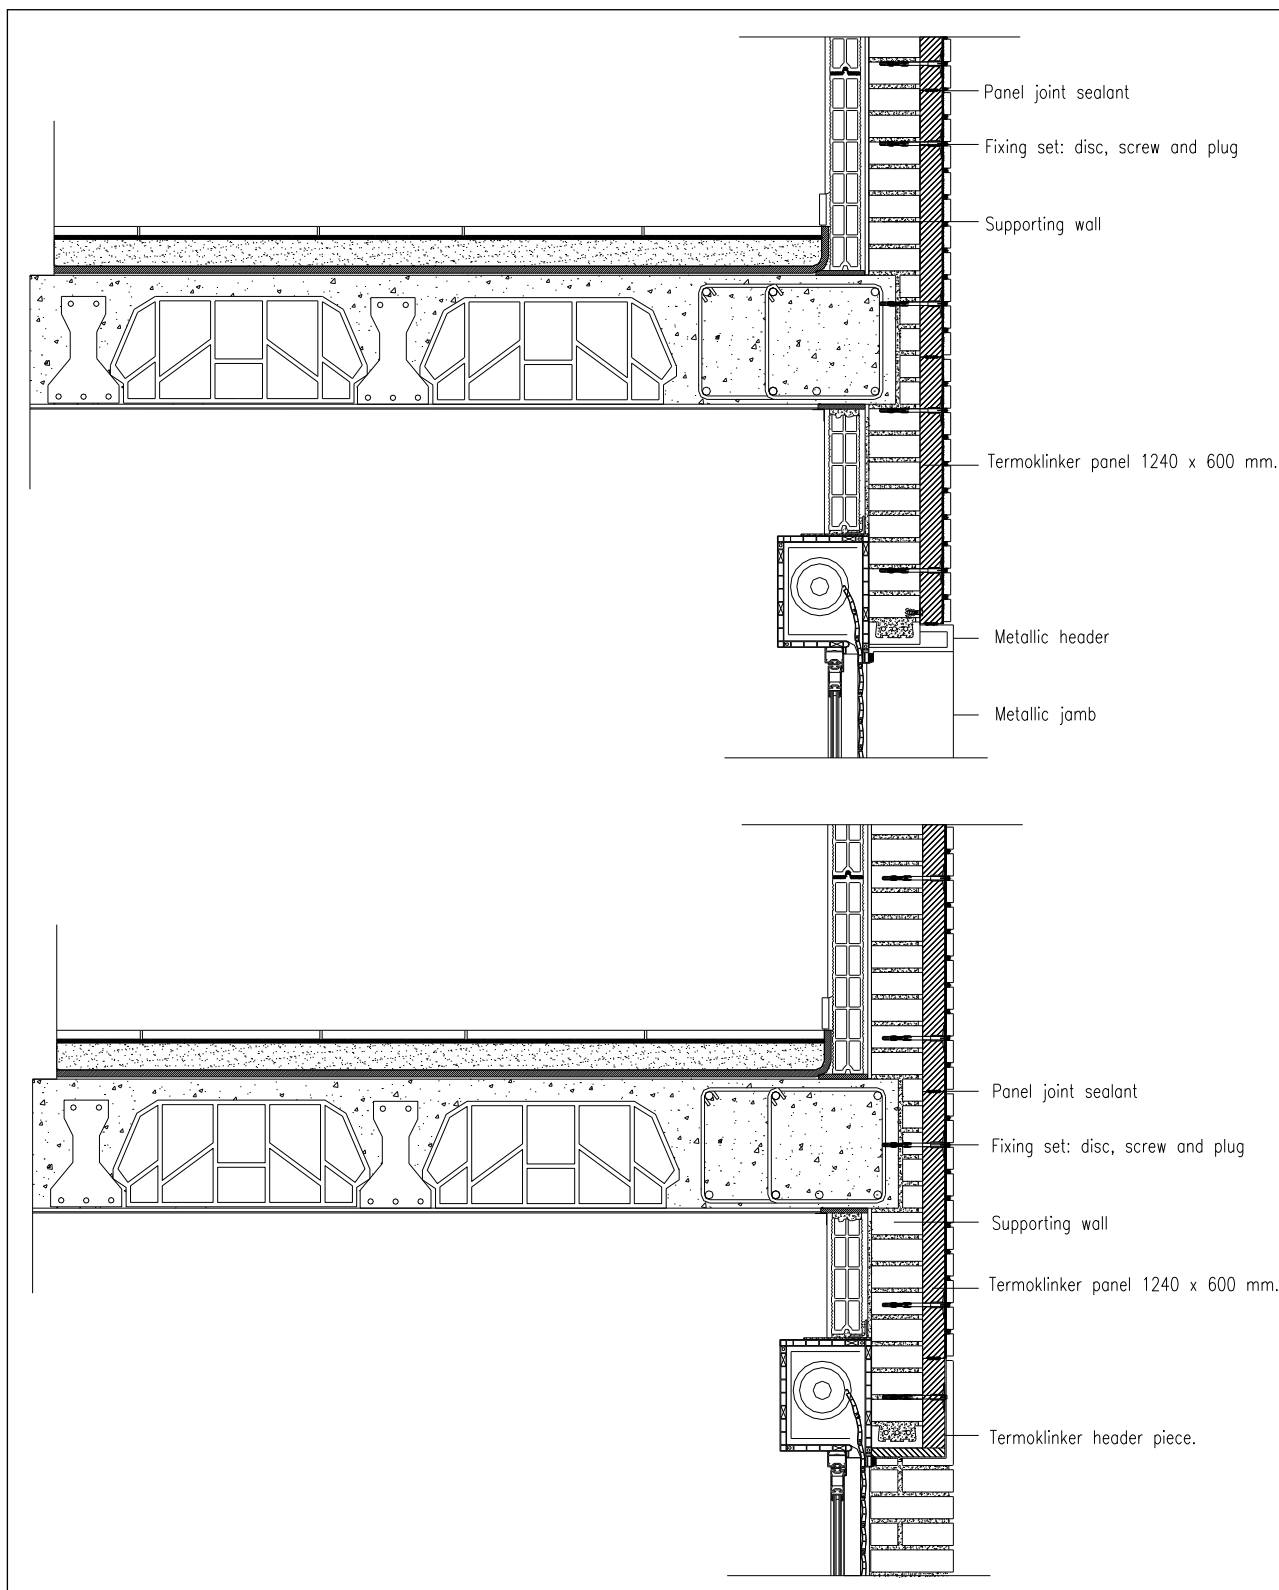 Panel joint sealant
Fixing set: disc, screw and plug
Supporting wall
Termoklinker panel 1240 x 600 mm.
Metallic header
Metallic jamb
Panel joint sealant
Fixing set: disc, screw and plug
Supporting wall
Termoklinker panel 1240 x 600 mm.
Termoklinker header piece.